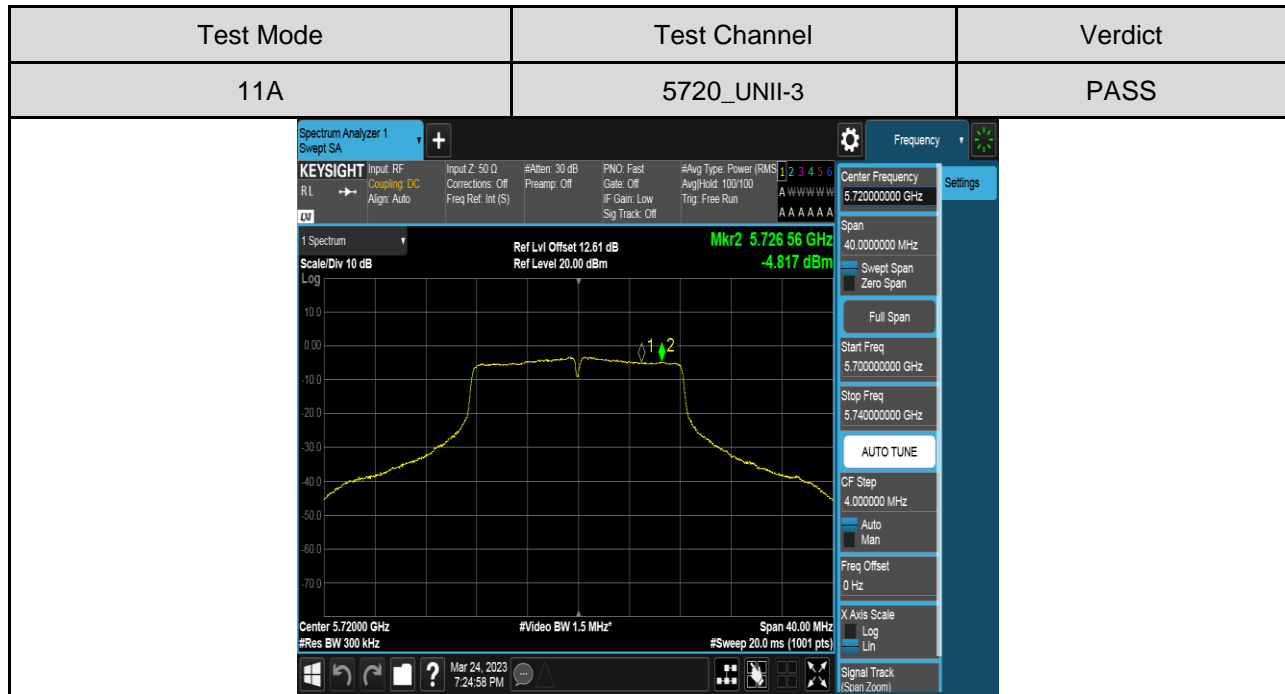 Test Mode Test Channel Verdict
11A 5720_UNII-3 PASS
Spectrum Analyzer 1
Swept SA
+
Frequency
KEYSIGHT
RL
LXI
Input: RF
Coupling: DC
Align: Auto
Input Z: 50 Ω
Corrections: Off
Freq Ref: Int (S)
#Atten: 30 dB
Preamp: Off
PNO: Fast
Gate: Off
IF Gain: Low
Sig Track: Off
#Avg Type: Power (RMS
Avg|Hold: 100/100
Trig: Free Run
1 2 3 4 5 6
A W W W W W
A A A A A A
1 Spectrum
Scale/Div 10 dB
Log
Ref Lvl Offset 12.61 dB
Ref Level 20.00 dBm
Mkr2 5.726 56 GHz
-4.817 dBm
10.0
0.00
-10.0
-20.0
-30.0
-40.0
-50.0
-60.0
-70.0
1
2
Center 5.72000 GHz
#Res BW 300 kHz
#Video BW 1.5 MHz*
Span 40.00 MHz
#Sweep 20.0 ms (1001 pts)
?
Mar 24, 2023
7:24:58 PM
Center Frequency
5.720000000 GHz
Settings
Span
40.0000000 MHz
Swept Span
Zero Span
Full Span
Start Freq
5.700000000 GHz
Stop Freq
5.740000000 GHz
AUTO TUNE
CF Step
4.000000 MHz
Auto
Man
Freq Offset
0 Hz
X Axis Scale
Log
Lin
Signal Track
(Span Zoom)